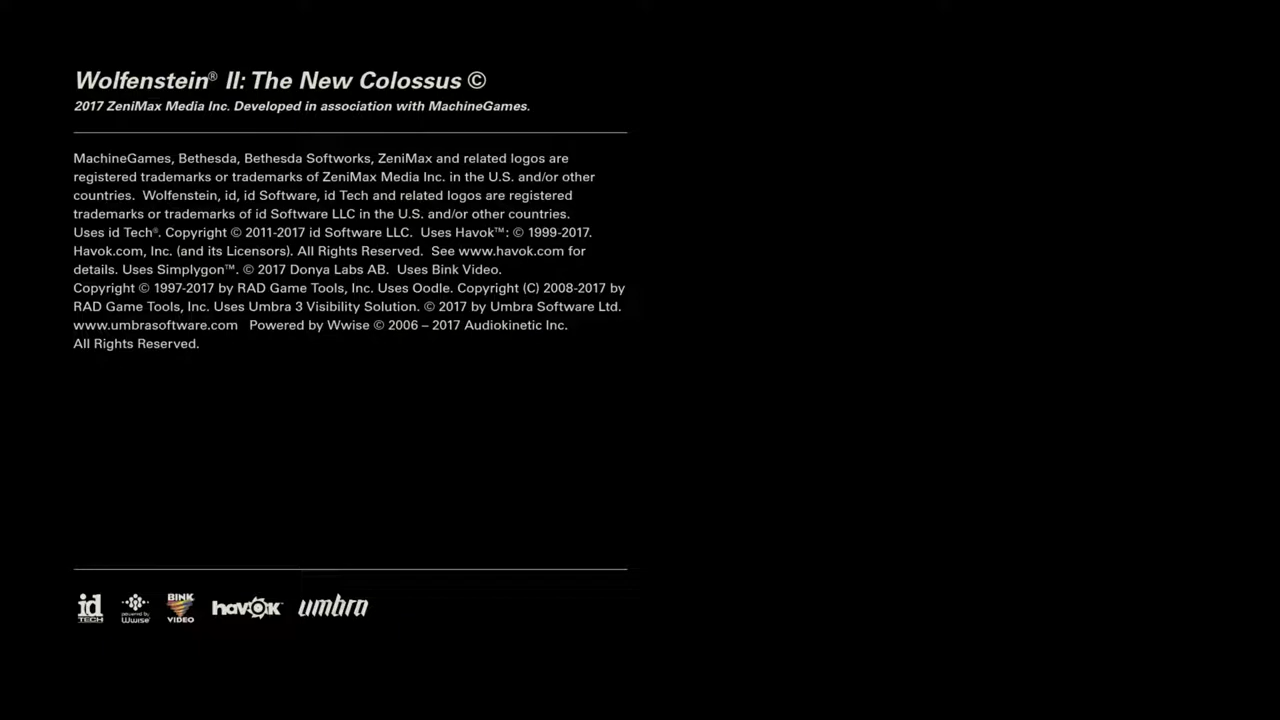 Wolfenstein® II: The New Colossus ©
2017 ZeniMax Media Inc. Developed in association with MachineGames.
MachineGames, Bethesda, Bethesda Softworks, ZeniMax and related logos are
registered trademarks or trademarks of ZeniMax Media Inc. in the U.S. and/or other
countries.  Wolfenstein, id, id Software, id Tech and related logos are registered
trademarks or trademarks of id Software LLC in the U.S. and/or other countries.
Uses id Tech®. Copyright © 2011-2017 id Software LLC.  Uses Havok™: © 1999-2017.
Havok.com, Inc. (and its Licensors). All Rights Reserved.  See www.havok.com for
details. Uses Simplygon™. © 2017 Donya Labs AB.  Uses Bink Video.
Copyright © 1997-2017 by RAD Game Tools, Inc. Uses Oodle. Copyright (C) 2008-2017 by
RAD Game Tools, Inc. Uses Umbra 3 Visibility Solution. © 2017 by Umbra Software Ltd.
www.umbrasoftware.com   Powered by Wwise © 2006 – 2017 Audiokinetic Inc.
All Rights Reserved.
id TECH
powered by Wwise
BINK VIDEO
havok
umbra